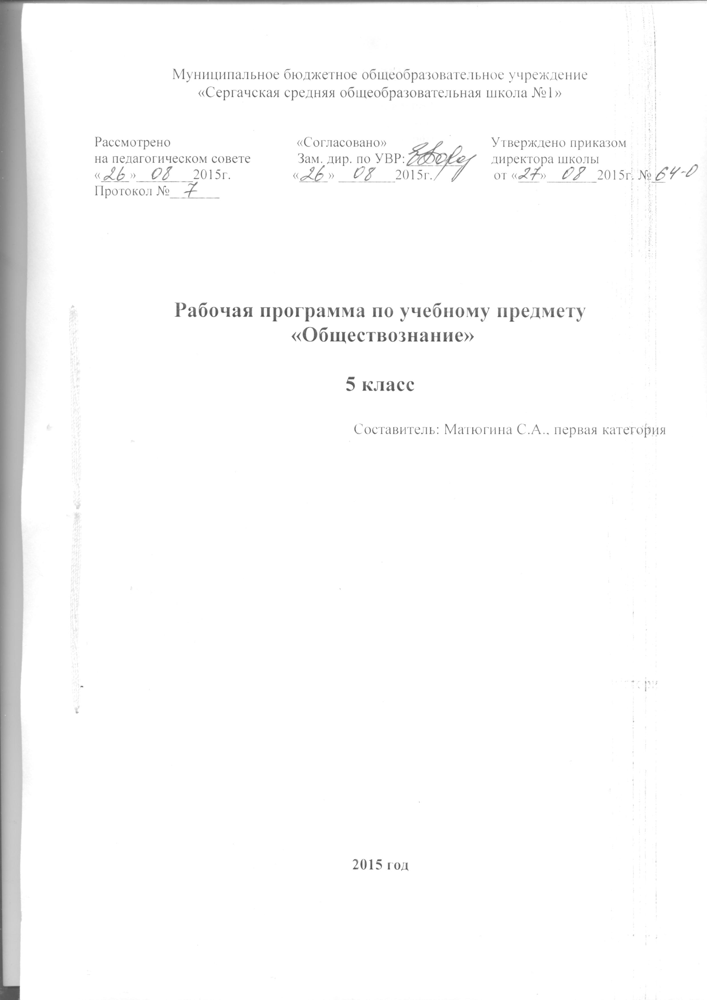 Муниципальное бюджетное общеобразовательное учреждение
«Сергачская средняя общеобразовательная школа №1»
Рассмотрено
на педагогическом совете
«26» 08 2015г.
Протокол № 7
«Согласовано»
Зам. дир. по УВР:
«26» 08 2015г.
Утверждено приказом
директора школы
от «27» 08 2015г. № 64-О
Рабочая программа по учебному предмету
«Обществознание»
5 класс
Составитель: Матюгина С.А., первая категория
2015 год